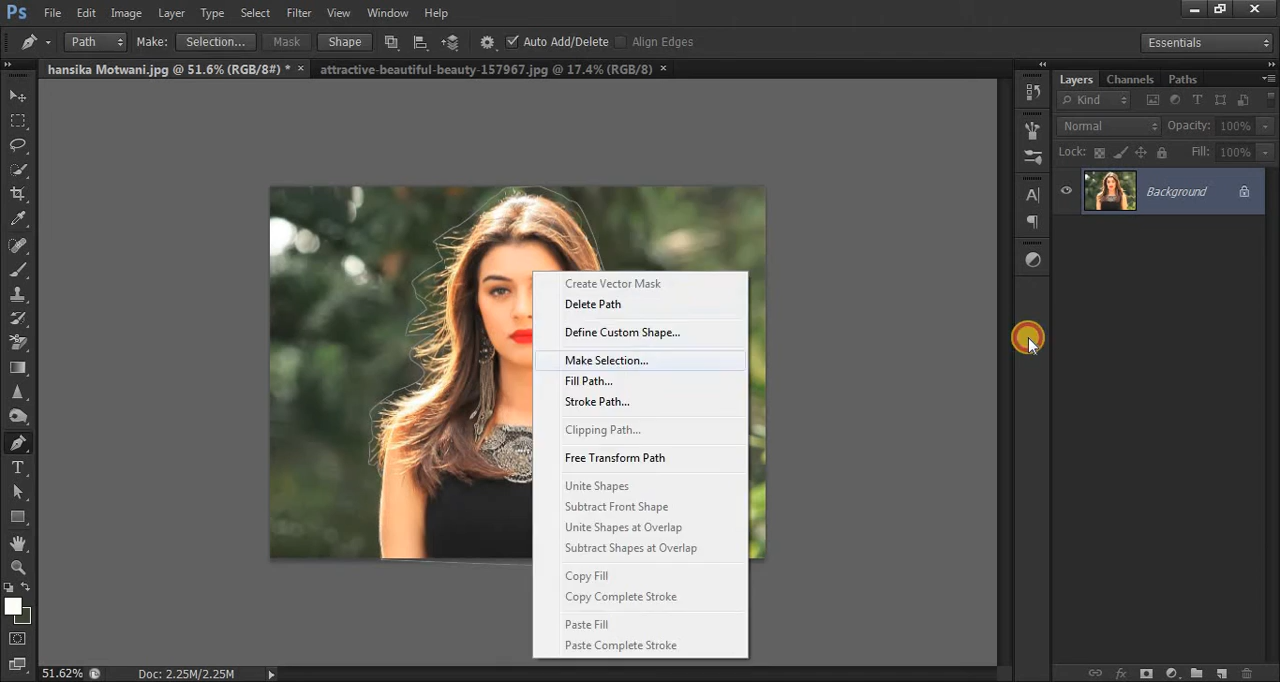 Ps File Edit Image Layer Type Select Filter View Window Help
Path Make: Selection... Mask Shape Auto Add/Delete Align Edges Essentials
hansika Motwani.jpg @ 51.6% (RGB/8#) * × attractive-beautiful-beauty-157967.jpg @ 17.4% (RGB/8) ×
Layers Channels Paths
Kind
Normal Opacity: 100%
Lock: Fill: 100%
Background
Create Vector Mask
Delete Path
Define Custom Shape...
Make Selection...
Fill Path...
Stroke Path...
Clipping Path...
Free Transform Path
Unite Shapes
Subtract Front Shape
Unite Shapes at Overlap
Subtract Shapes at Overlap
Copy Fill
Copy Complete Stroke
Paste Fill
Paste Complete Stroke
51.62% Doc: 2.25M/2.25M